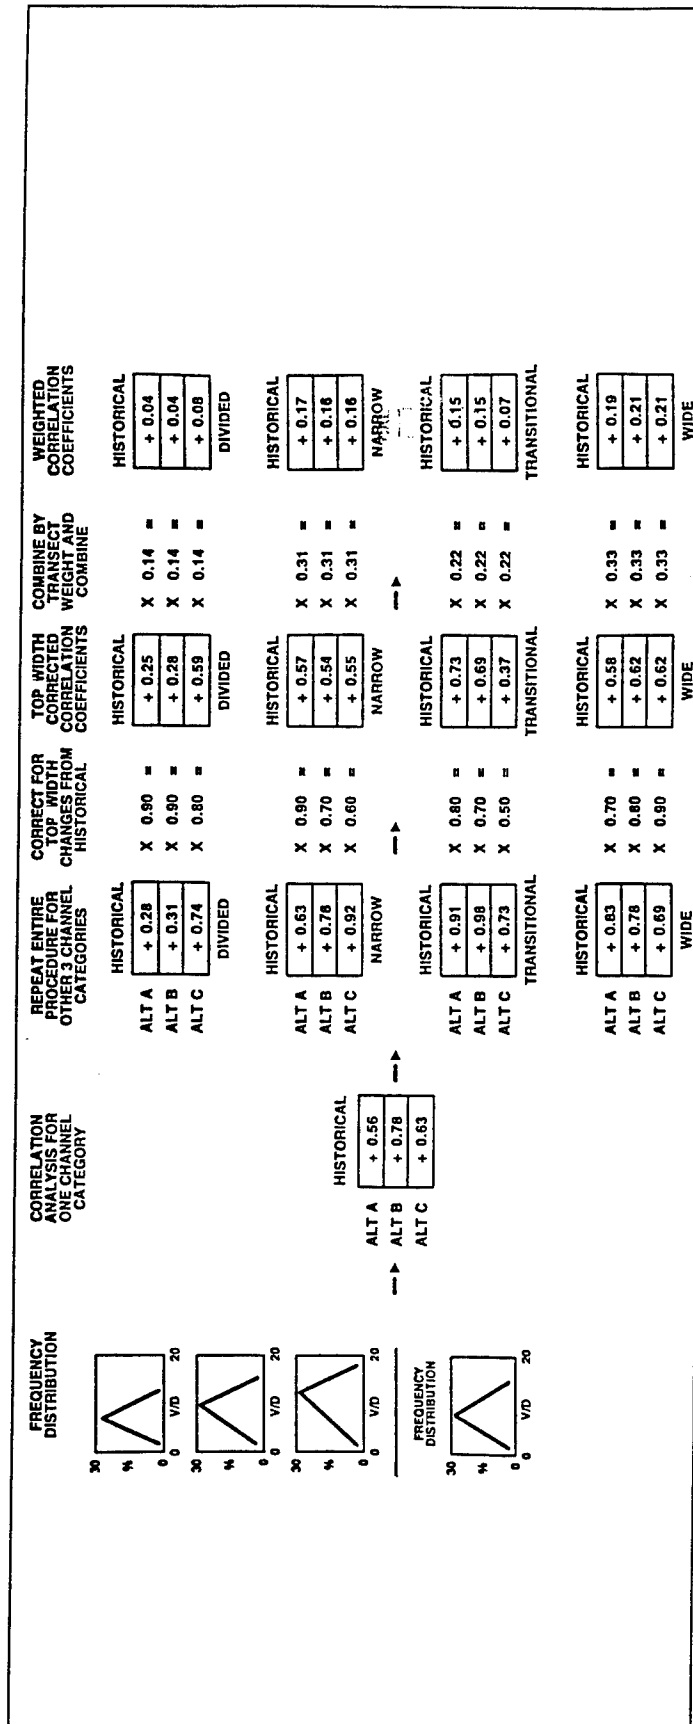 FREQUENCY
DISTRIBUTION
30
%
0
0 V/D 20
30
%
0
0 V/D 20
30
%
0
0 V/D 20
FREQUENCY
DISTRIBUTION
30
%
0
0 V/D 20
CORRELATION
ANALYSIS FOR
ONE CHANNEL
CATEGORY
HISTORICAL
ALT A + 0.56
ALT B + 0.78
ALT C + 0.63
REPEAT ENTIRE
PROCEDURE FOR
OTHER 3 CHANNEL
CATEGORIES
CORRECT FOR
TOP WIDTH
CHANGES FROM
HISTORICAL
TOP WIDTH
CORRECTED
CORRELATION
COEFFICIENTS
COMBINE BY
TRANSECT
WEIGHT AND
COMBINE
WEIGHTED
CORRELATION
COEFFICIENTS
HISTORICAL HISTORICAL HISTORICAL
ALT A + 0.28 X 0.90 = + 0.25 X 0.14 = + 0.04
ALT B + 0.31 X 0.90 = + 0.28 X 0.14 = + 0.04
ALT C + 0.74 X 0.80 = + 0.59 X 0.14 = + 0.08
DIVIDED DIVIDED DIVIDED
HISTORICAL HISTORICAL HISTORICAL
ALT A + 0.63 X 0.90 = + 0.57 X 0.31 = + 0.17
ALT B + 0.78 X 0.70 = + 0.54 X 0.31 = + 0.16
ALT C + 0.92 X 0.60 = + 0.55 X 0.31 = + 0.16
NARROW NARROW NARROW
HISTORICAL HISTORICAL HISTORICAL
ALT A + 0.91 X 0.80 = + 0.73 X 0.22 = + 0.15
ALT B + 0.98 X 0.70 = + 0.69 X 0.22 = + 0.15
ALT C + 0.73 X 0.50 = + 0.37 X 0.22 = + 0.07
TRANSITIONAL TRANSITIONAL TRANSITIONAL
HISTORICAL HISTORICAL HISTORICAL
ALT A + 0.83 X 0.70 = + 0.58 X 0.33 = + 0.19
ALT B + 0.78 X 0.80 = + 0.62 X 0.33 = + 0.21
ALT C + 0.69 X 0.90 = + 0.62 X 0.33 = + 0.21
WIDE WIDE WIDE